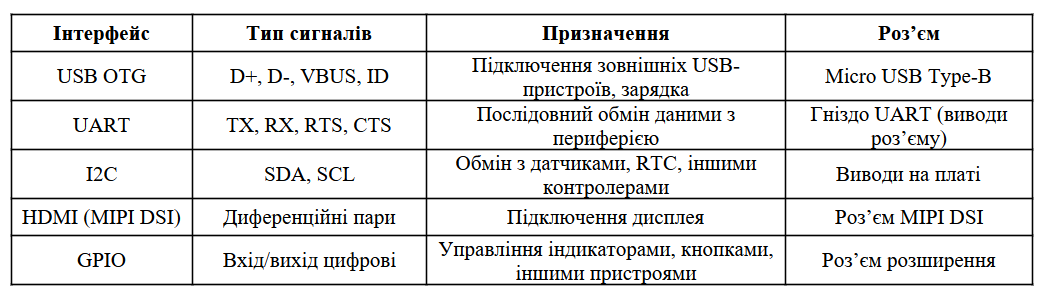 Інтерфейс Тип сигналів Призначення Роз’єм
USB OTG D+, D-, VBUS, ID Підключення зовнішніх USB-
пристроїв, зарядка Micro USB Type-B
UART TX, RX, RTS, CTS Послідовний обмін даними з
периферією Гніздо UART (виводи
роз’єму)
I2C SDA, SCL Обмін з датчиками, RTC, іншими
контролерами Виводи на платі
HDMI (MIPI DSI) Диференційні пари Підключення дисплея Роз’єм MIPI DSI
GPIO Вхід/вихід цифрові Управління індикаторами, кнопками,
іншими пристроями Роз’єм розширення